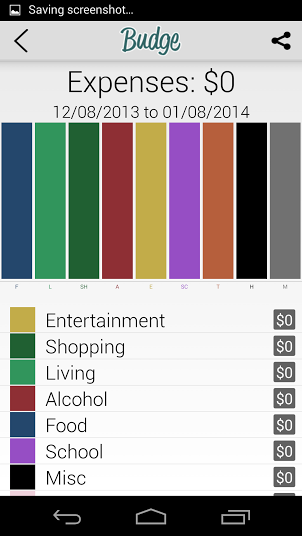 Saving screenshot...
Budge
Expenses: $0
12/08/2013 to 01/08/2014
F L SH A E SC T H M
Entertainment $0
Shopping $0
Living $0
Alcohol $0
Food $0
School $0
Misc $0